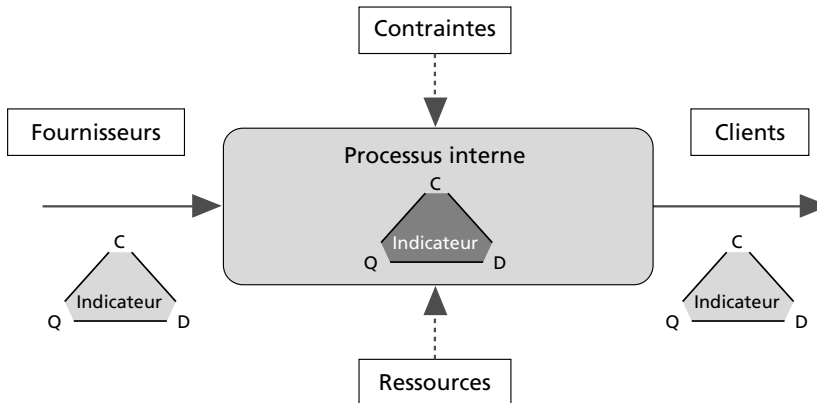 Contraintes
Fournisseurs
Clients
Processus interne
C
Indicateur
Q
D
C
Indicateur
Q
D
C
Indicateur
Q
D
Ressources